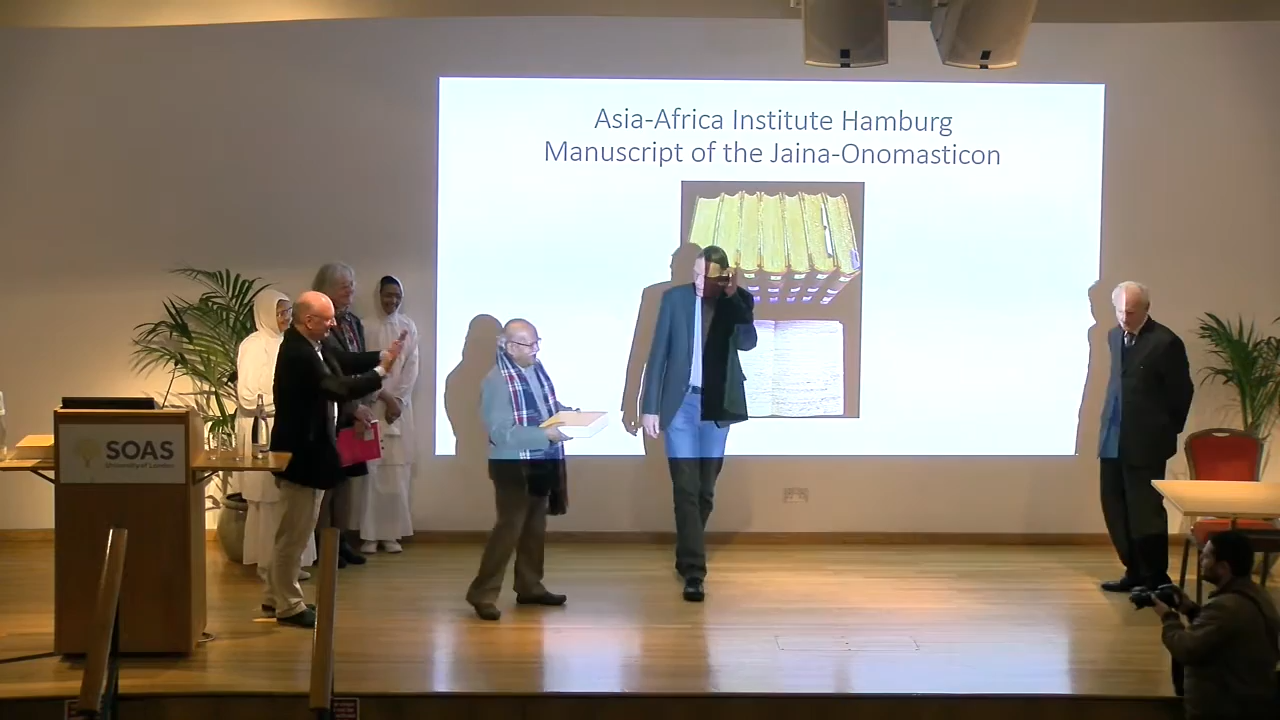 Asia-Africa Institute Hamburg
Manuscript of the Jaina-Onomasticon
SOAS
University of London